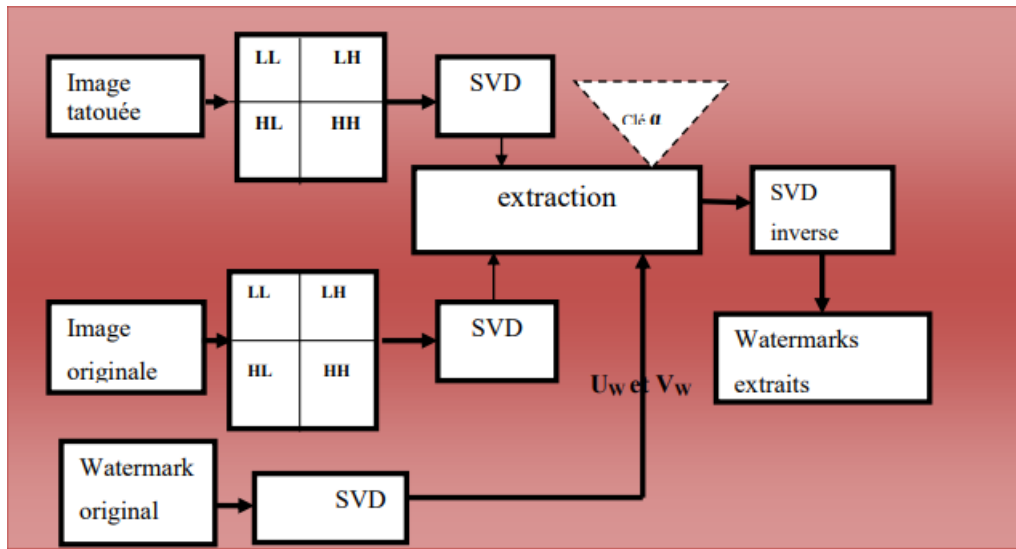 Image
tatouée
LL LH
HL HH
SVD
Clé α
extraction
SVD
inverse
Image
originale
LL LH
HL HH
SVD
Watermarks
extraits
Uw et Vw
Watermark
original
SVD